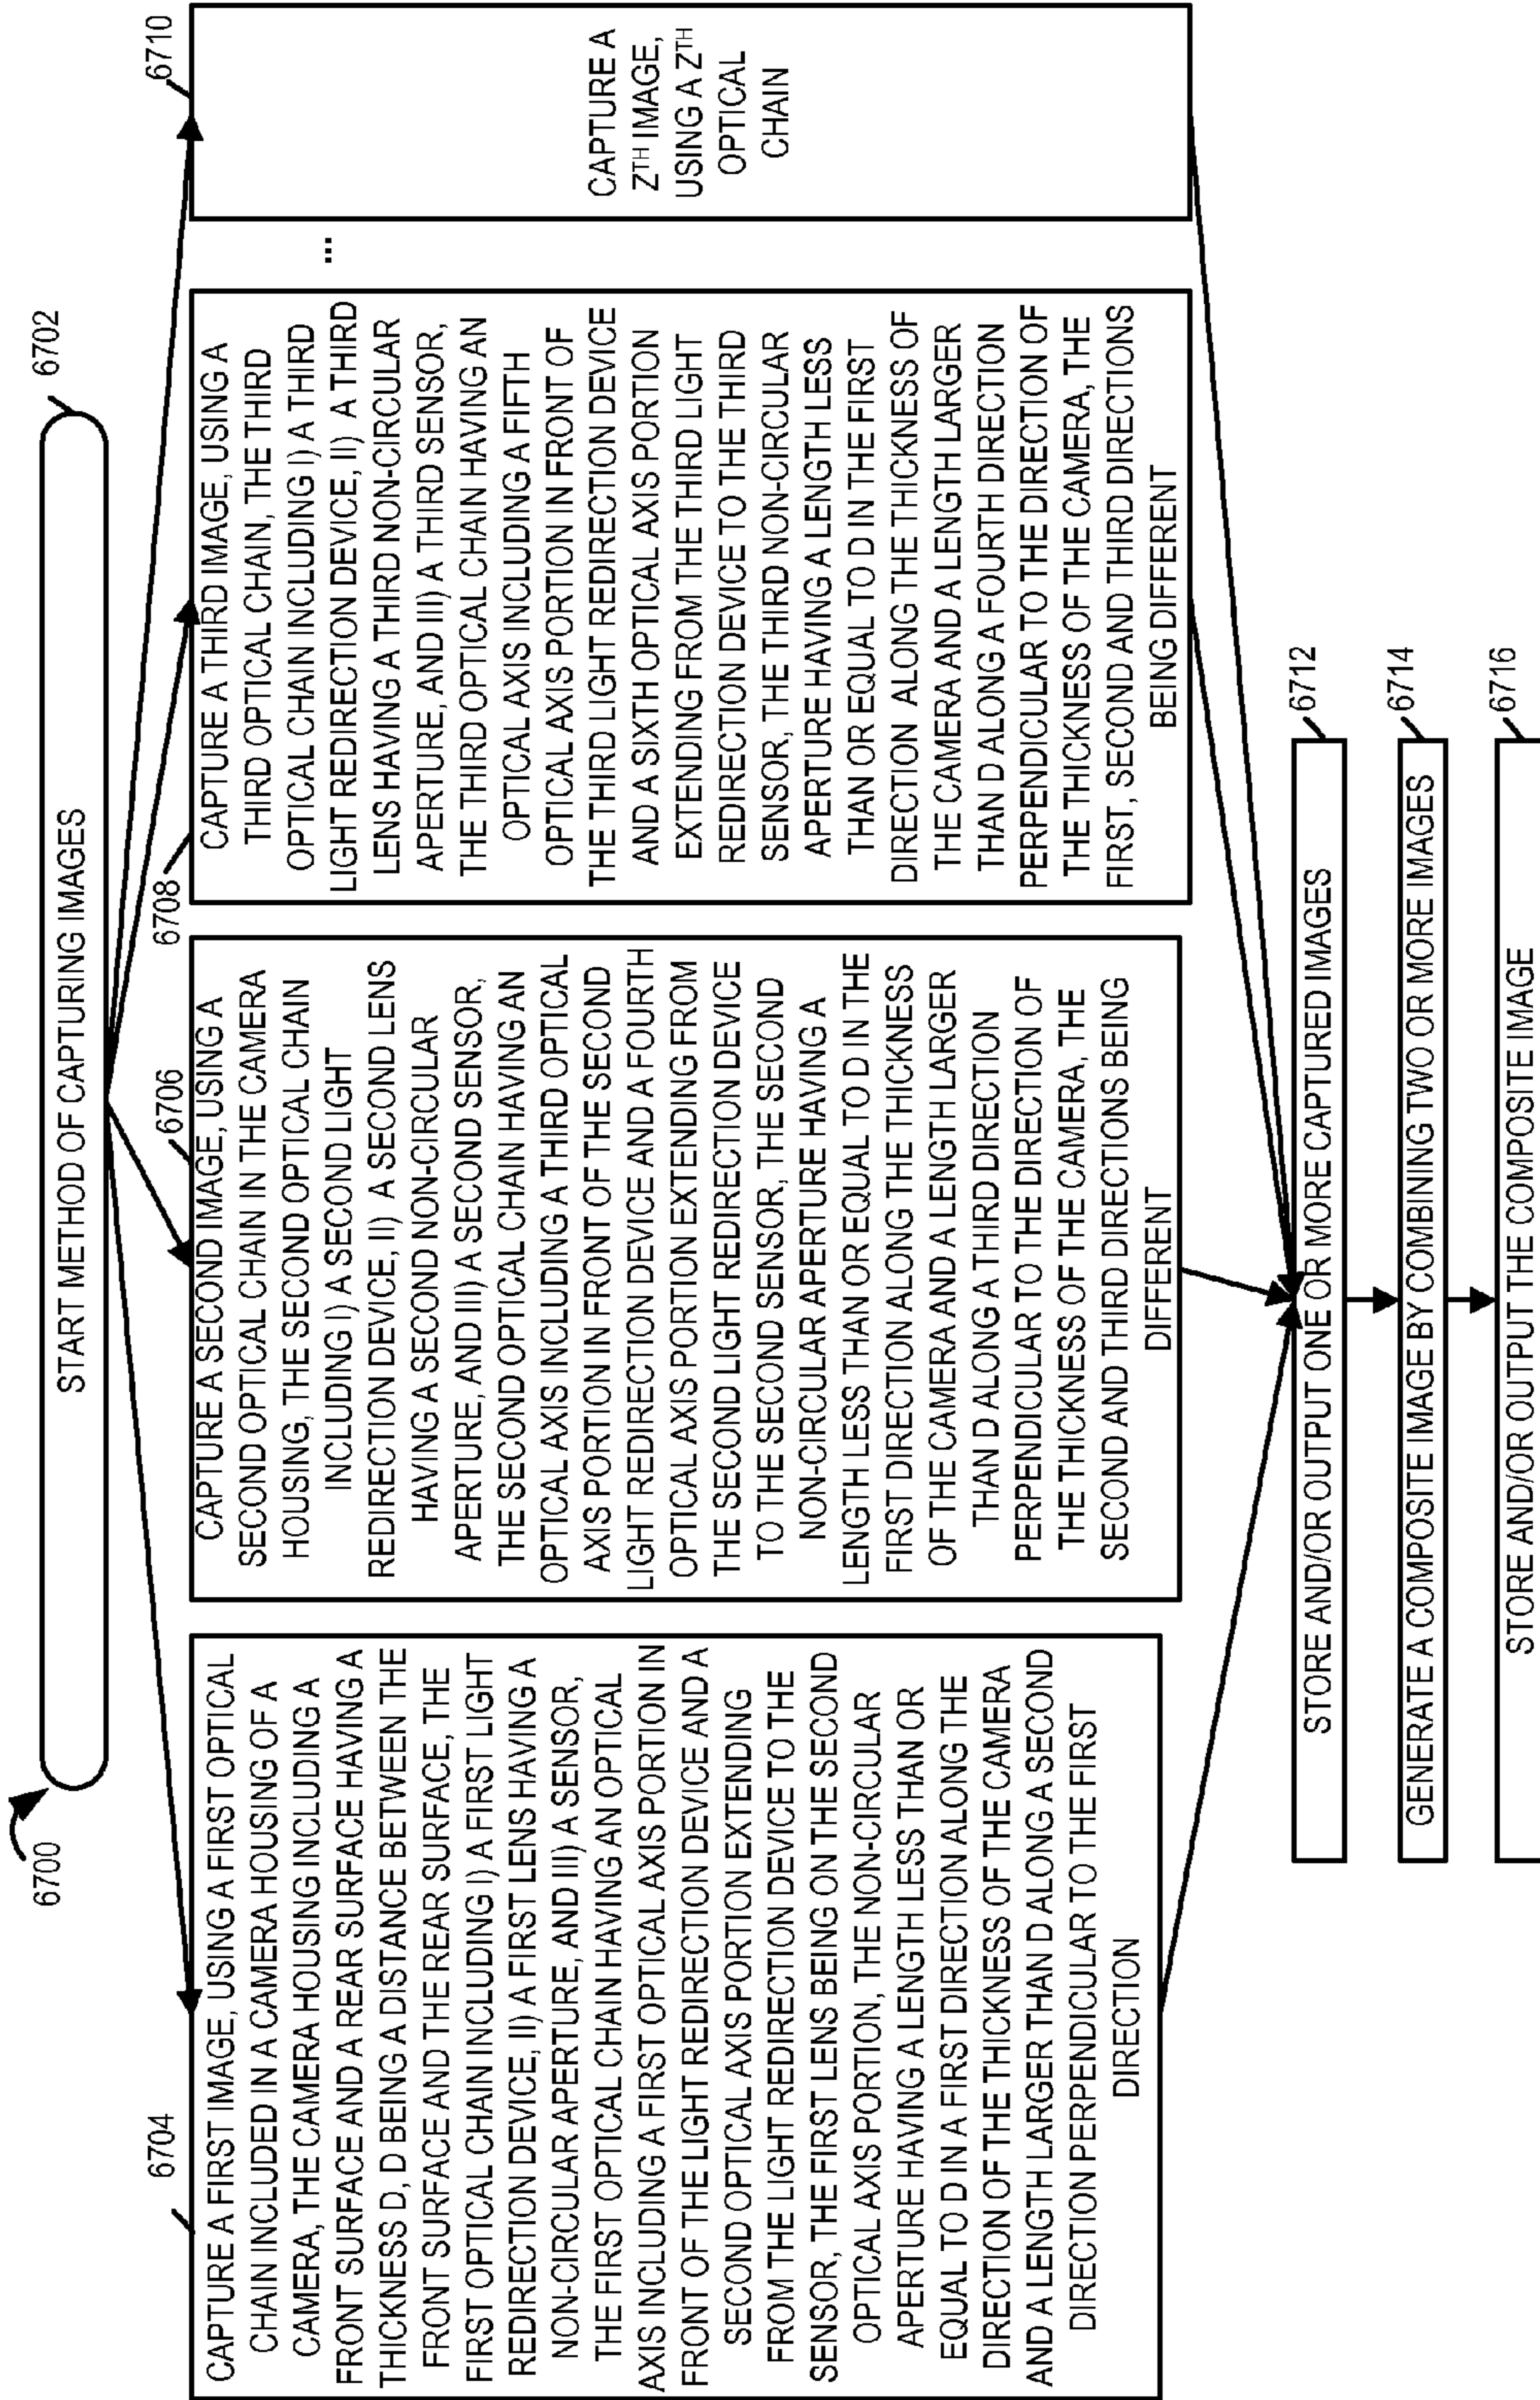 6700
START METHOD OF CAPTURING IMAGES
6702
6704
CAPTURE A FIRST IMAGE, USING A FIRST OPTICAL
CHAIN INCLUDED IN A CAMERA HOUSING OF A
CAMERA, THE CAMERA HOUSING INCLUDING A
FRONT SURFACE AND A REAR SURFACE HAVING A
THICKNESS D, D BEING A DISTANCE BETWEEN THE
FRONT SURFACE AND THE REAR SURFACE, THE
FIRST OPTICAL CHAIN INCLUDING I) A FIRST LIGHT
REDIRECTION DEVICE, II) A FIRST LENS HAVING A
NON-CIRCULAR APERTURE, AND III) A SENSOR,
THE FIRST OPTICAL CHAIN HAVING AN OPTICAL
AXIS INCLUDING A FIRST OPTICAL AXIS PORTION IN
FRONT OF THE LIGHT REDIRECTION DEVICE AND A
SECOND OPTICAL AXIS PORTION EXTENDING
FROM THE LIGHT REDIRECTION DEVICE TO THE
SENSOR, THE FIRST LENS BEING ON THE SECOND
OPTICAL AXIS PORTION, THE NON-CIRCULAR
APERTURE HAVING A LENGTH LESS THAN OR
EQUAL TO D IN A FIRST DIRECTION ALONG THE
DIRECTION OF THE THICKNESS OF THE CAMERA
AND A LENGTH LARGER THAN D ALONG A SECOND
DIRECTION PERPENDICULAR TO THE FIRST
DIRECTION
6706
CAPTURE A SECOND IMAGE, USING A
SECOND OPTICAL CHAIN IN THE CAMERA
HOUSING, THE SECOND OPTICAL CHAIN
INCLUDING I) A SECOND LIGHT
REDIRECTION DEVICE, II) A SECOND LENS
HAVING A SECOND NON-CIRCULAR
APERTURE, AND III) A SECOND SENSOR,
THE SECOND OPTICAL CHAIN HAVING AN
OPTICAL AXIS INCLUDING A THIRD OPTICAL
AXIS PORTION IN FRONT OF THE SECOND
LIGHT REDIRECTION DEVICE AND A FOURTH
OPTICAL AXIS PORTION EXTENDING FROM
THE SECOND LIGHT REDIRECTION DEVICE
TO THE SECOND SENSOR, THE SECOND
NON-CIRCULAR APERTURE HAVING A
LENGTH LESS THAN OR EQUAL TO D IN THE
FIRST DIRECTION ALONG THE THICKNESS
OF THE CAMERA AND A LENGTH LARGER
THAN D ALONG A THIRD DIRECTION
PERPENDICULAR TO THE DIRECTION OF
THE THICKNESS OF THE CAMERA, THE
SECOND AND THIRD DIRECTIONS BEING
DIFFERENT
6708
CAPTURE A THIRD IMAGE, USING A
THIRD OPTICAL CHAIN, THE THIRD
OPTICAL CHAIN INCLUDING I) A THIRD
LIGHT REDIRECTION DEVICE, II) A THIRD
LENS HAVING A THIRD NON-CIRCULAR
APERTURE, AND III) A THIRD SENSOR,
THE THIRD OPTICAL CHAIN HAVING AN
OPTICAL AXIS INCLUDING A FIFTH
OPTICAL AXIS PORTION IN FRONT OF
THE THIRD LIGHT REDIRECTION DEVICE
AND A SIXTH OPTICAL AXIS PORTION
EXTENDING FROM THE THIRD LIGHT
REDIRECTION DEVICE TO THE THIRD
SENSOR, THE THIRD NON-CIRCULAR
APERTURE HAVING A LENGTH LESS
THAN OR EQUAL TO D IN THE FIRST
DIRECTION ALONG THE THICKNESS OF
THE CAMERA AND A LENGTH LARGER
THAN D ALONG A FOURTH DIRECTION
PERPENDICULAR TO THE DIRECTION OF
THE THICKNESS OF THE CAMERA, THE
FIRST, SECOND AND THIRD DIRECTIONS
BEING DIFFERENT
...
6710
CAPTURE A
ZTH IMAGE,
USING A ZTH
OPTICAL
CHAIN
STORE AND/OR OUTPUT ONE OR MORE CAPTURED IMAGES
6712
GENERATE A COMPOSITE IMAGE BY COMBINING TWO OR MORE IMAGES
6714
STORE AND/OR OUTPUT THE COMPOSITE IMAGE
6716